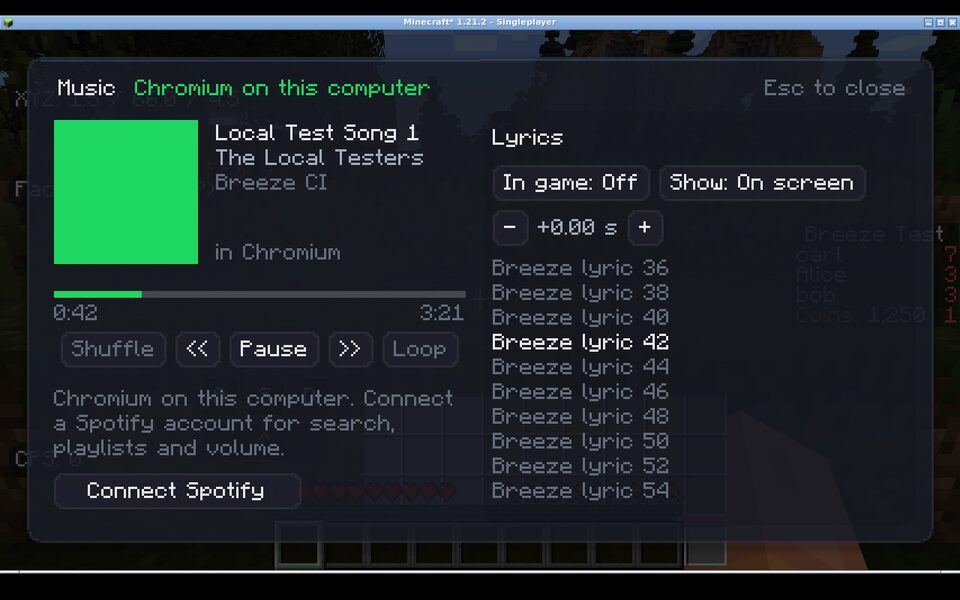 Minecraft* 1.21.2 - Singleplayer
Music Chromium on this computer
Esc to close
Local Test Song 1
The Local Testers
Breeze CI
in Chromium
0:42
3:21
Shuffle << Pause >> Loop
Chromium on this computer. Connect
a Spotify account for search,
playlists and volume.
Connect Spotify
Lyrics
In game: Off Show: On screen
- +0.00 s +
Breeze lyric 36
Breeze lyric 38
Breeze lyric 40
Breeze lyric 42
Breeze lyric 44
Breeze lyric 46
Breeze lyric 48
Breeze lyric 50
Breeze lyric 52
Breeze lyric 54
Breeze Test
carl 7
Alice 3
bob 3
Coins: 1,250 1